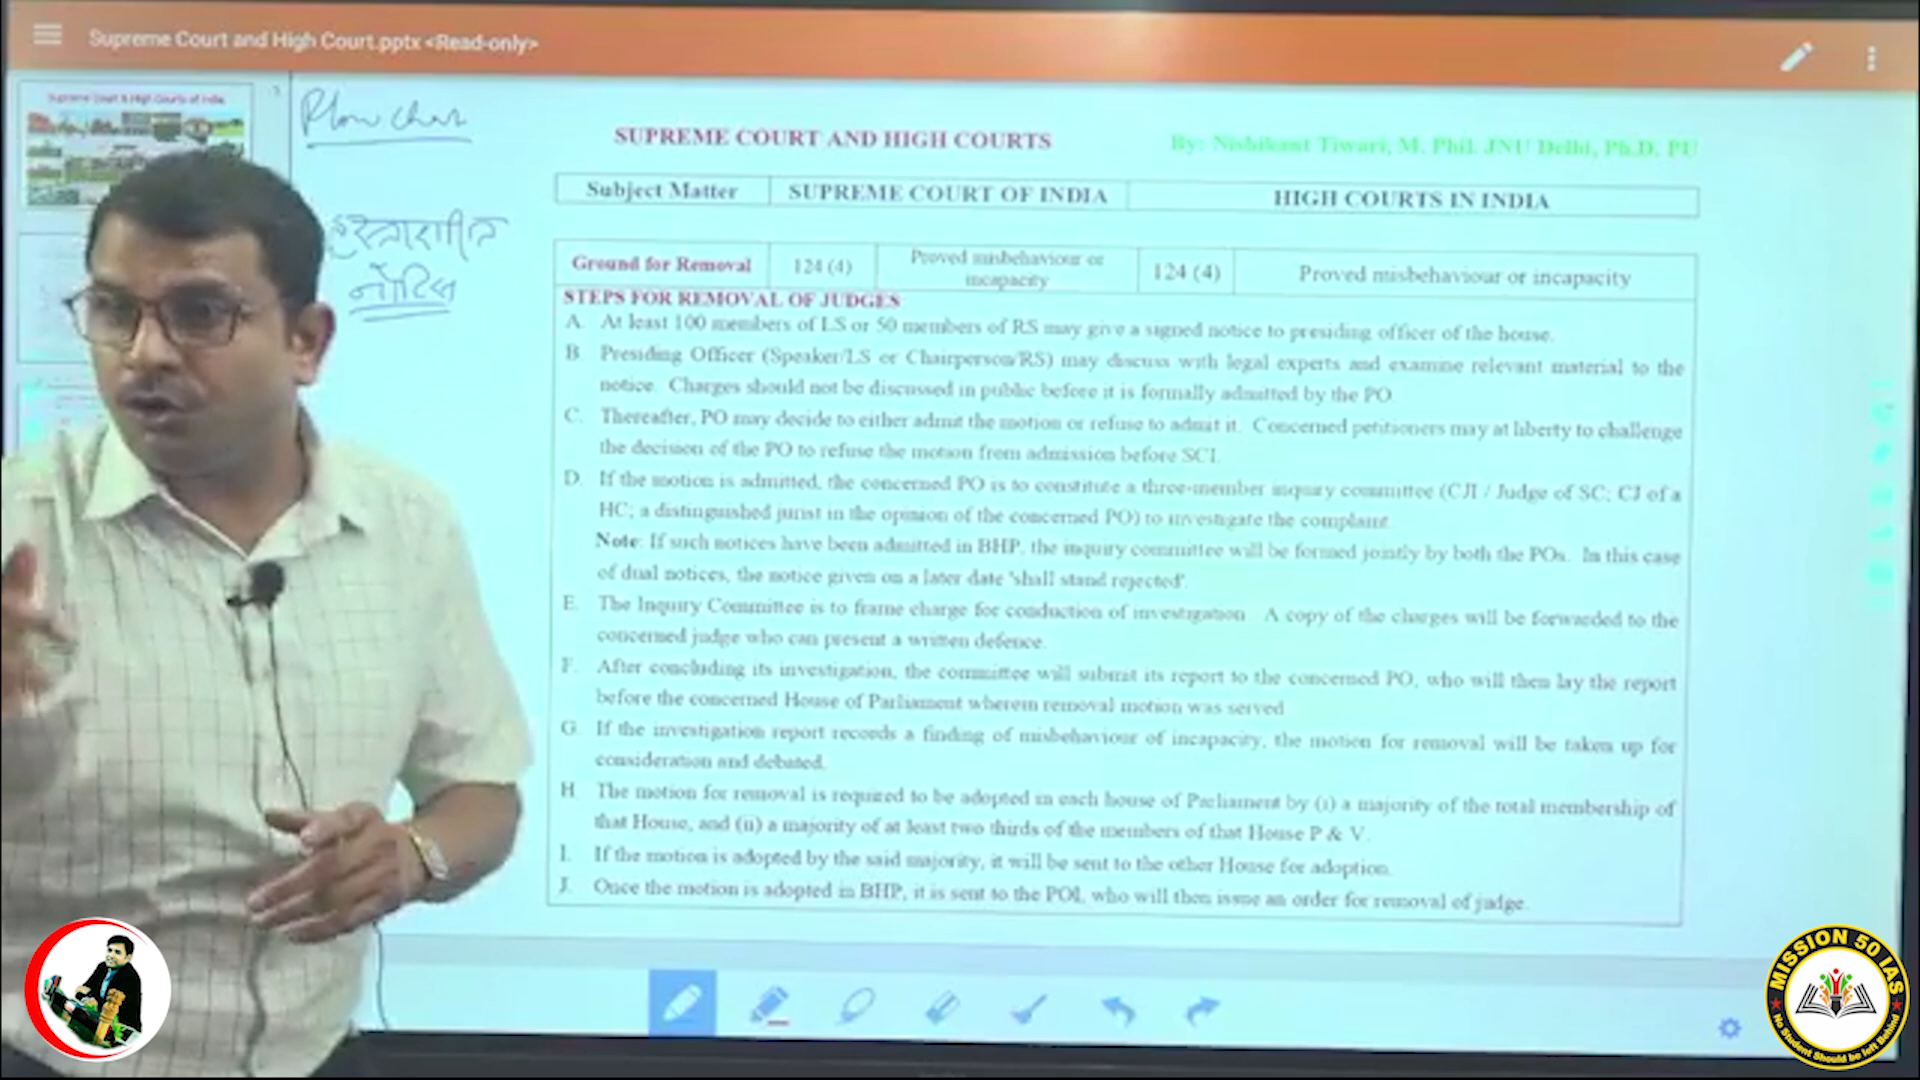 Supreme Court and High Court.pptx <Read-only>
Supreme Court & High Courts of India
SUPREME COURT AND HIGH COURTS
By: Nishikant Tiwari, M. Phil. JNU Delhi, Ph.D. PU
Subject Matter SUPREME COURT OF INDIA HIGH COURTS IN INDIA
हस्ताक्षरित
नोटिस
Ground for Removal 124 (4) Proved misbehaviour or incapacity 124 (4) Proved misbehaviour or incapacity
STEPS FOR REMOVAL OF JUDGES
A. At least 100 members of LS or 50 members of RS may give a signed notice to presiding officer of the house.
B. Presiding Officer (Speaker/LS or Chairperson/RS) may discuss with legal experts and examine relevant material to the
notice. Charges should not be discussed in public before it is formally admitted by the PO
C. Thereafter, PO may decide to either admit the motion or refuse to admit it. Concerned petitioners may at liberty to challenge
the decision of the PO to refuse the motion from admission before SCI.
D. If the motion is admitted, the concerned PO is to constitute a three-member inquiry committee (CJI / Judge of SC; CJ of a
HC; a distinguished jurist in the opinion of the concerned PO) to investigate the complaint.
Note: If such notices have been admitted in BHP, the inquiry committee will be formed jointly by both the POs. In this case
of dual notices, the notice given on a later date 'shall stand rejected'.
E. The Inquiry Committee is to frame charge for conduction of investigation. A copy of the charges will be forwarded to the
concerned judge who can present a written defence.
F. After concluding its investigation, the committee will submit its report to the concerned PO, who will then lay the report
before the concerned House of Parliament wherein removal motion was served
G. If the investigation report records a finding of misbehaviour of incapacity, the motion for removal will be taken up for
consideration and debated.
H. The motion for removal is required to be adopted in each house of Parliament by (i) a majority of the total membership of
that House, and (ii) a majority of at least two thirds of the members of that House P & V.
I. If the motion is adopted by the said majority, it will be sent to the other House for adoption.
J. Once the motion is adopted in BHP, it is sent to the POI, who will then issue an order for removal of judge.
MISSION 50 IAS
No Student Should be left Behind